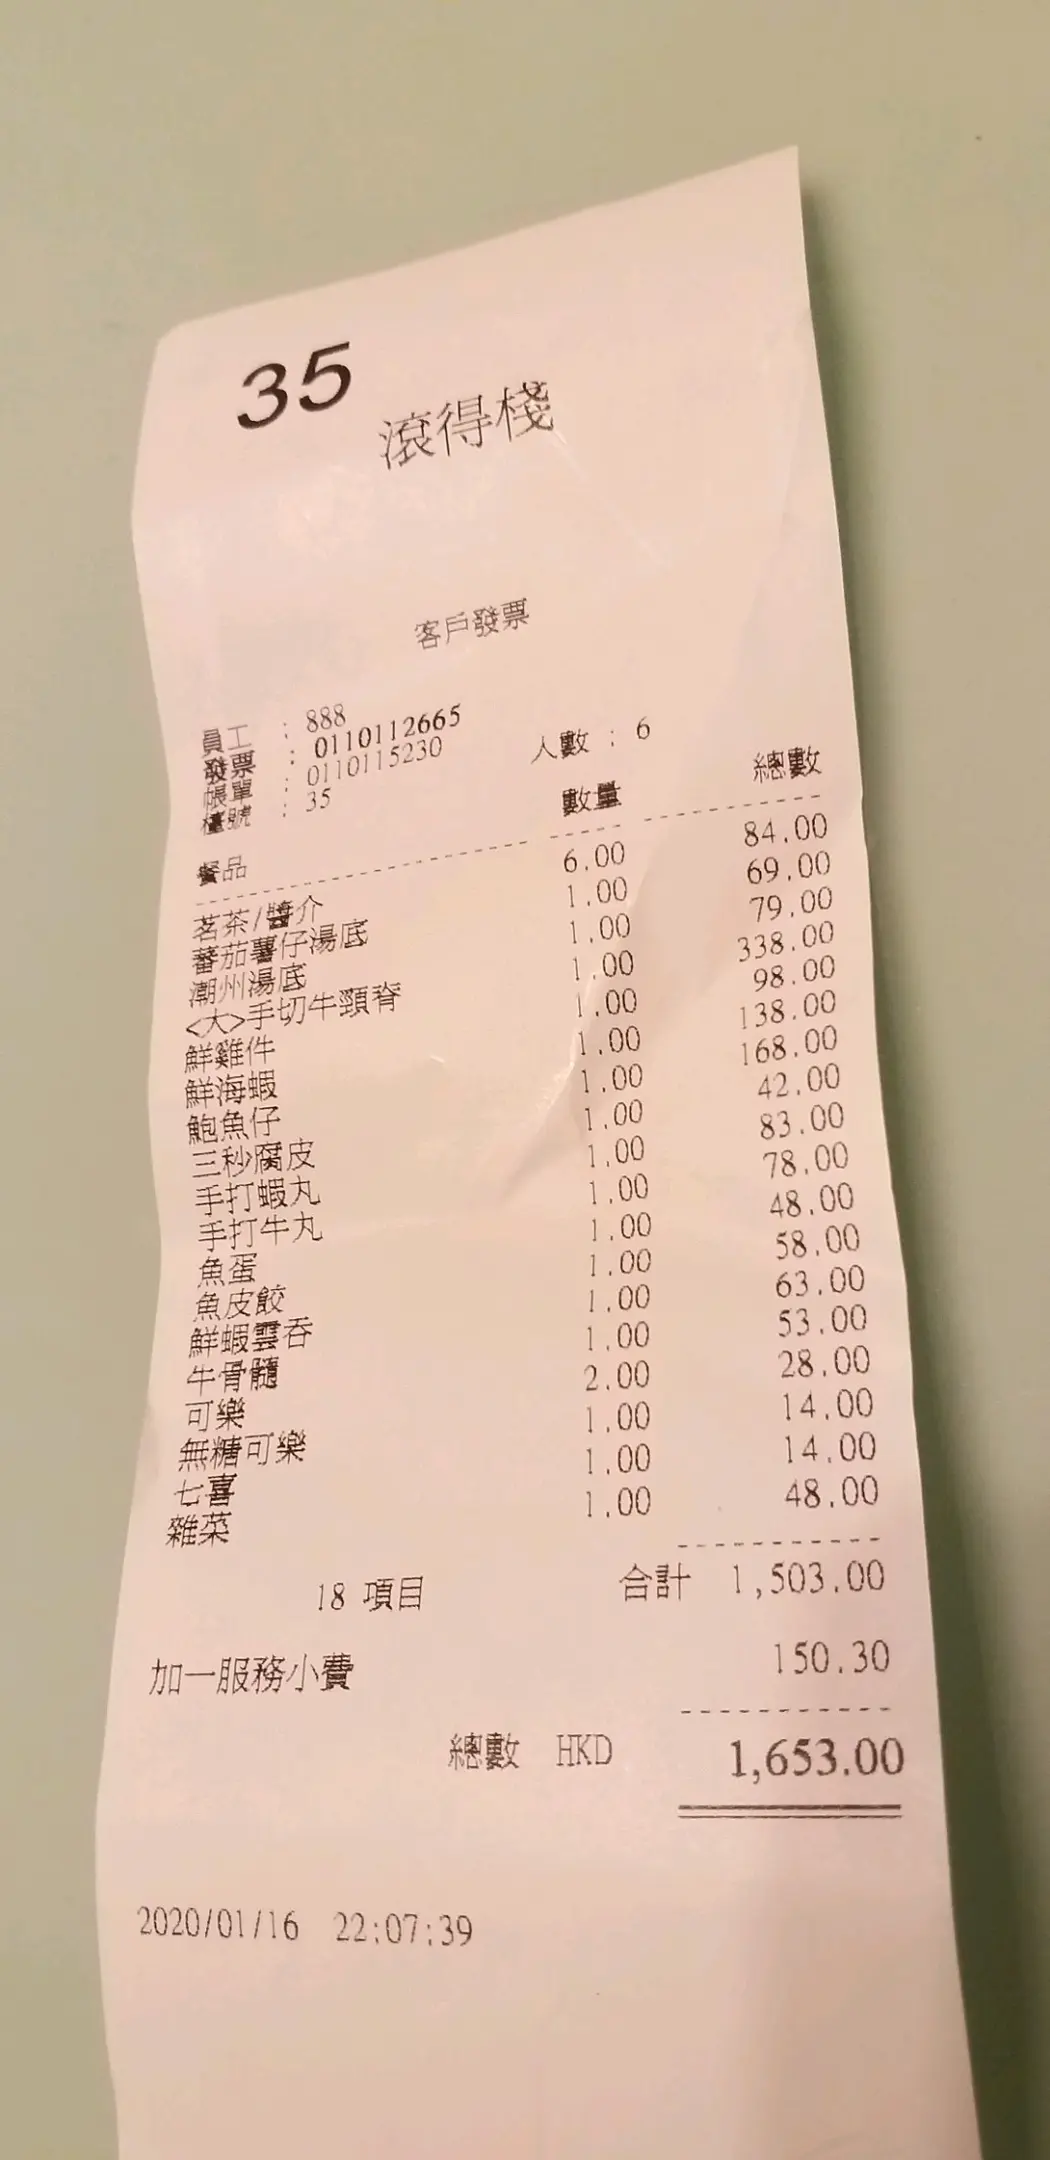 35
滾得棧
客戶發票
員工 : 888
發票 : 0110112665
帳單 : 0110115230 人數 : 6
檯號 : 35
餐品 數量 總數
茗茶/醬介 6.00 84.00
蕃茄薯仔湯底 1.00 69.00
潮州湯底 1.00 79.00
<大>手切牛頸脊 1.00 338.00
鮮雞件 1.00 98.00
鮮海蝦 1.00 138.00
鮑魚仔 1.00 168.00
三秒腐皮 1.00 42.00
手打蝦丸 1.00 83.00
手打牛丸 1.00 78.00
魚蛋 1.00 48.00
魚皮餃 1.00 58.00
鮮蝦雲吞 1.00 63.00
牛骨髓 1.00 53.00
可樂 2.00 28.00
無糖可樂 1.00 14.00
七喜 1.00 14.00
雜菜 1.00 48.00
18 項目 合計 1,503.00
加一服務小費 150.30
總數 HKD 1,653.00
2020/01/16 22:07:39